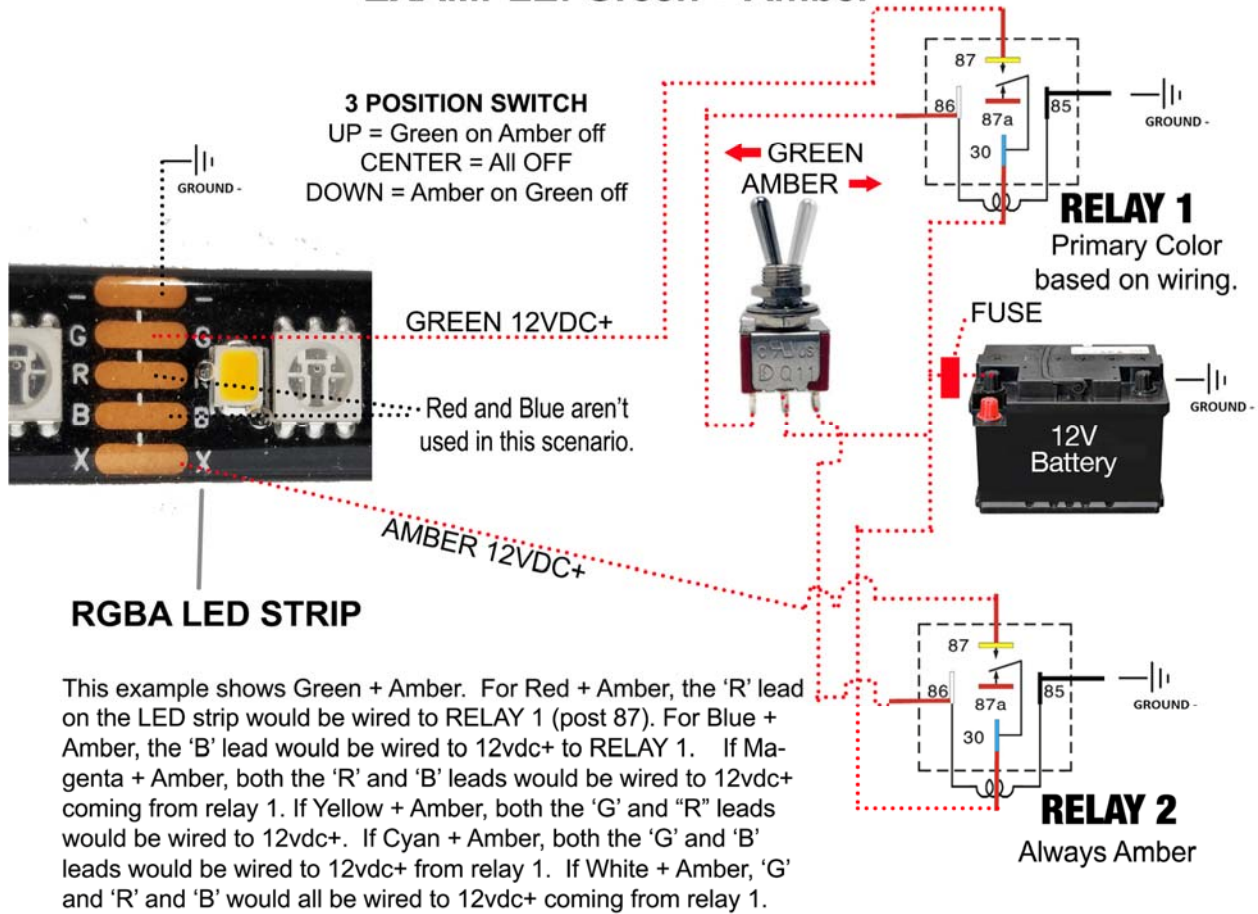 3 POSITION SWITCH
UP = Green on Amber off
CENTER = All OFF
DOWN = Amber on Green off
GROUND -
-
-
G
G
R
B
X
X
GREEN 12VDC+
Red and Blue aren't
used in this scenario.
AMBER 12VDC+
RGBA LED STRIP
GREEN
AMBER
87
86
87a
85
30
GROUND -
RELAY 1
Primary Color
based on wiring.
FUSE
12V
Battery
GROUND -
Q11
87
86
87a
85
30
GROUND -
RELAY 2
Always Amber
This example shows Green + Amber. For Red + Amber, the ‘R’ lead
on the LED strip would be wired to RELAY 1 (post 87). For Blue +
Amber, the ‘B’ lead would be wired to 12vdc+ to RELAY 1. If Ma-
genta + Amber, both the ‘R’ and ‘B’ leads would be wired to 12vdc+
coming from relay 1. If Yellow + Amber, both the ‘G’ and “R” leads
would be wired to 12vdc+. If Cyan + Amber, both the ‘G’ and ‘B’
leads would be wired to 12vdc+ from relay 1. If White + Amber, ‘G’
and ‘R’ and ‘B’ would all be wired to 12vdc+ coming from relay 1.